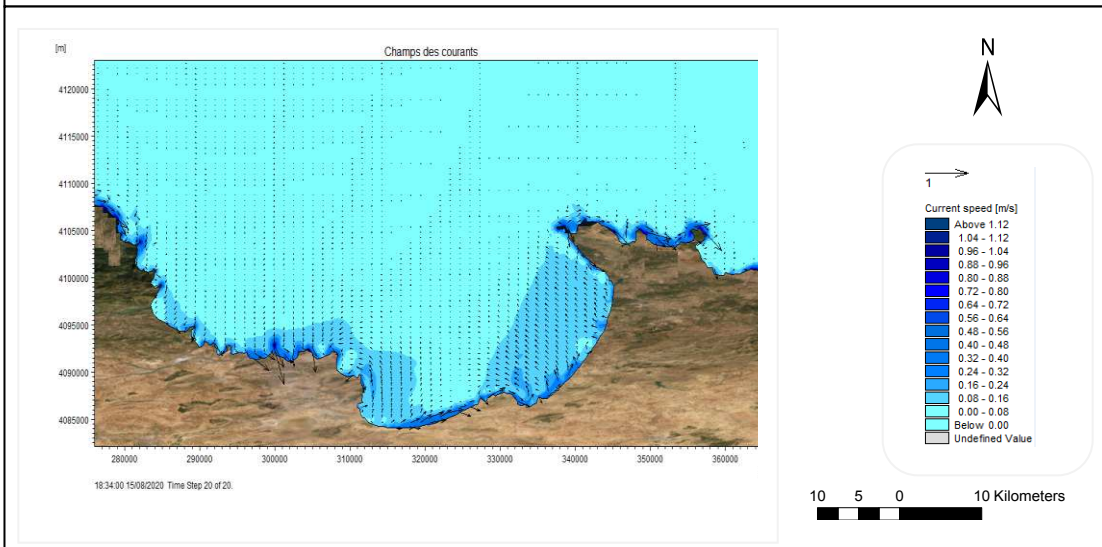 [m]
Champs des courants
4120000
4115000
4110000
4105000
4100000
4095000
4090000
4085000
280000 290000 300000 310000 320000 330000 340000 350000 360000
18:34:00 15/08/2020 Time Step 20 of 20.
N
1
Current speed [m/s]
Above 1.12
1.04 - 1.12
0.96 - 1.04
0.88 - 0.96
0.80 - 0.88
0.72 - 0.80
0.64 - 0.72
0.56 - 0.64
0.48 - 0.56
0.40 - 0.48
0.32 - 0.40
0.24 - 0.32
0.16 - 0.24
0.08 - 0.16
0.00 - 0.08
Below 0.00
Undefined Value
10 5 0 10 Kilometers